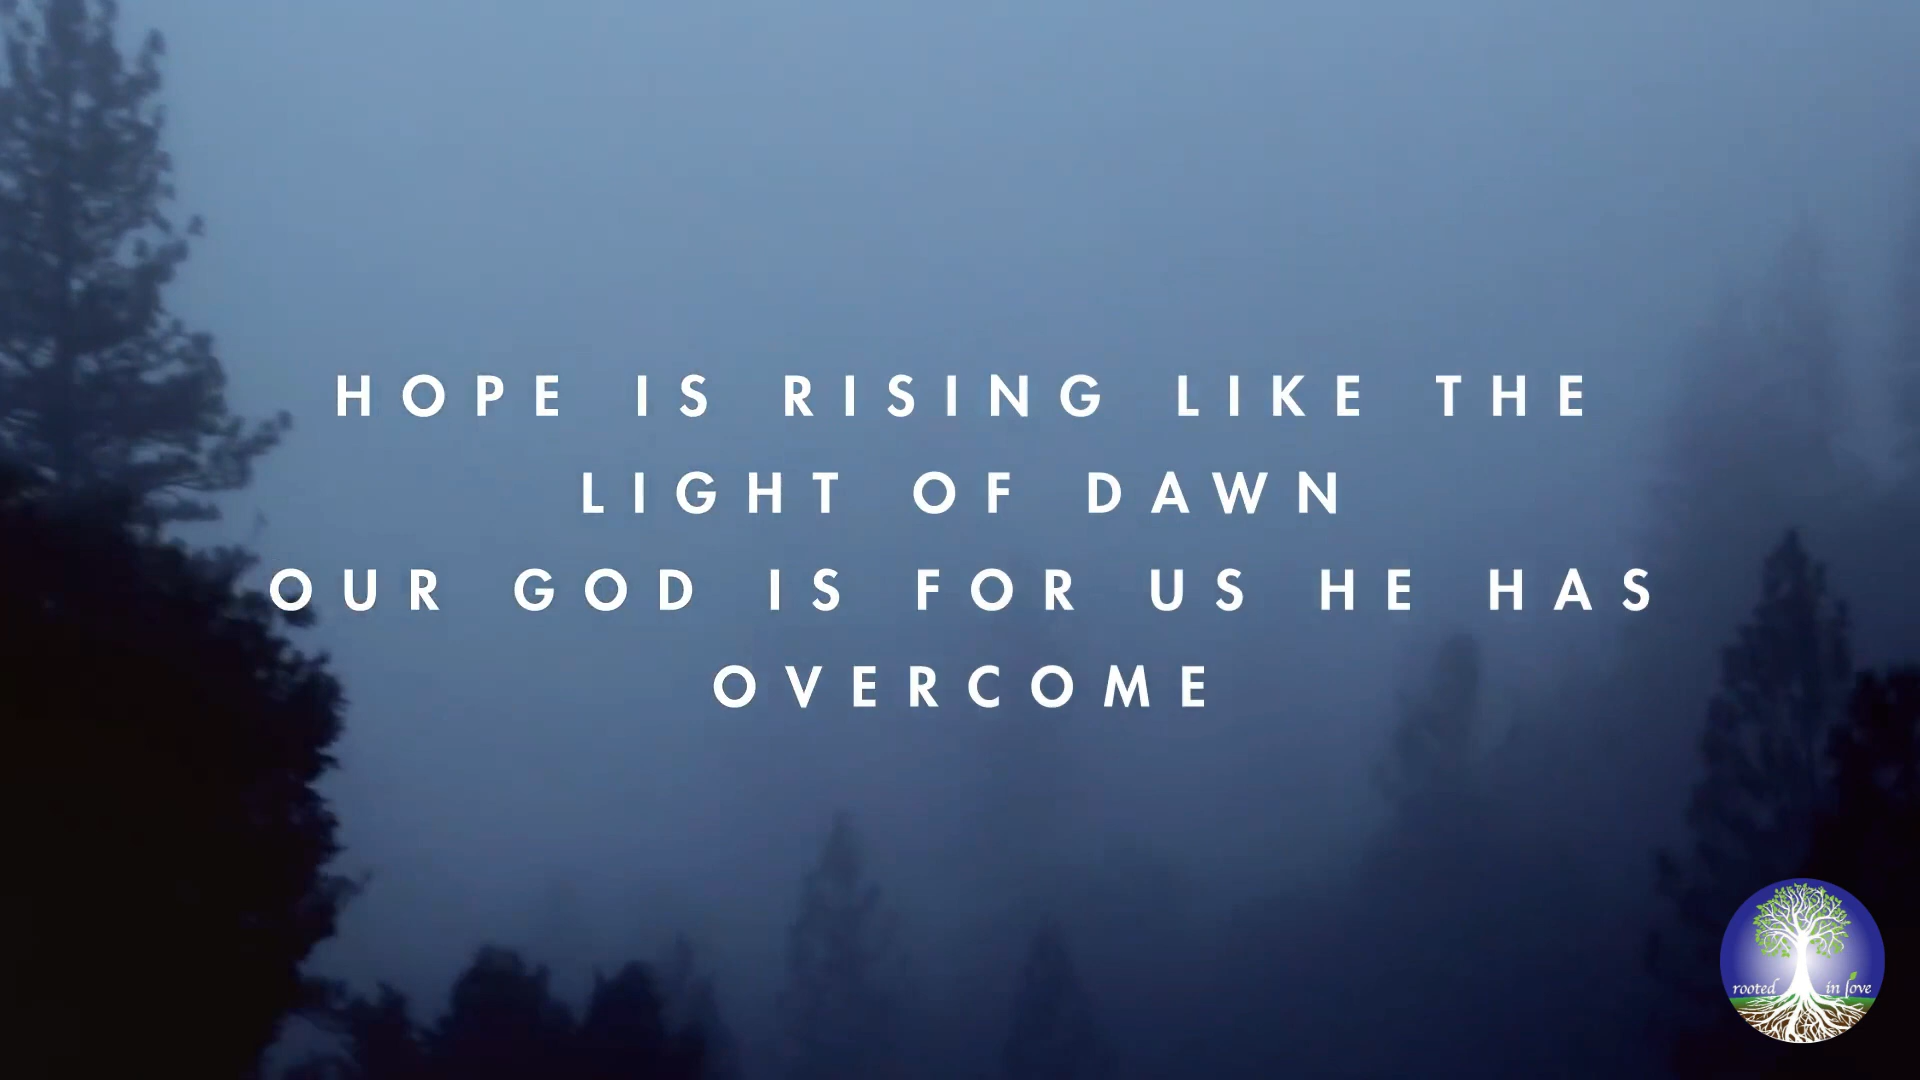 HOPE IS RISING LIKE THE
LIGHT OF DAWN
OUR GOD IS FOR US HE HAS
OVERCOME
rooted in love